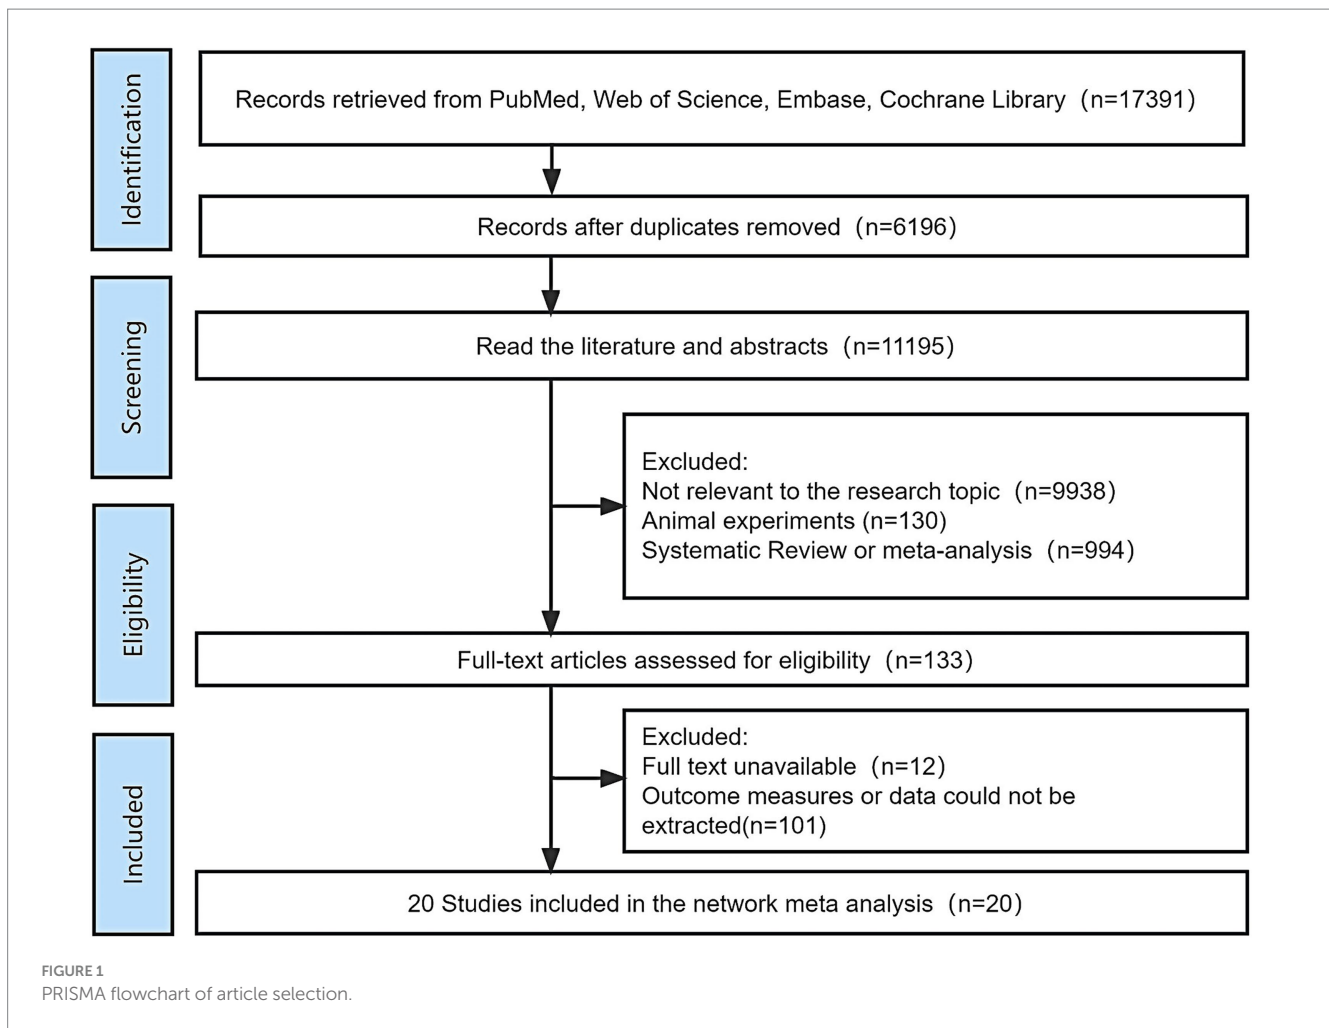 Identification
Records retrieved from PubMed, Web of Science, Embase, Cochrane Library (n=17391)
Records after duplicates removed (n=6196)
Screening
Read the literature and abstracts (n=11195)
Excluded:
Not relevant to the research topic (n=9938)
Animal experiments (n=130)
Systematic Review or meta-analysis (n=994)
Eligibility
Full-text articles assessed for eligibility (n=133)
Excluded:
Full text unavailable (n=12)
Outcome measures or data could not be
extracted(n=101)
Included
20 Studies included in the network meta analysis (n=20)
FIGURE 1
PRISMA flowchart of article selection.